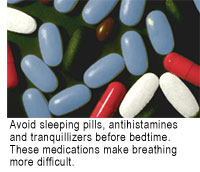 Avoid sleeping pills, antihistamines
and tranquillizers before bedtime.
These medications make breathing
more difficult.